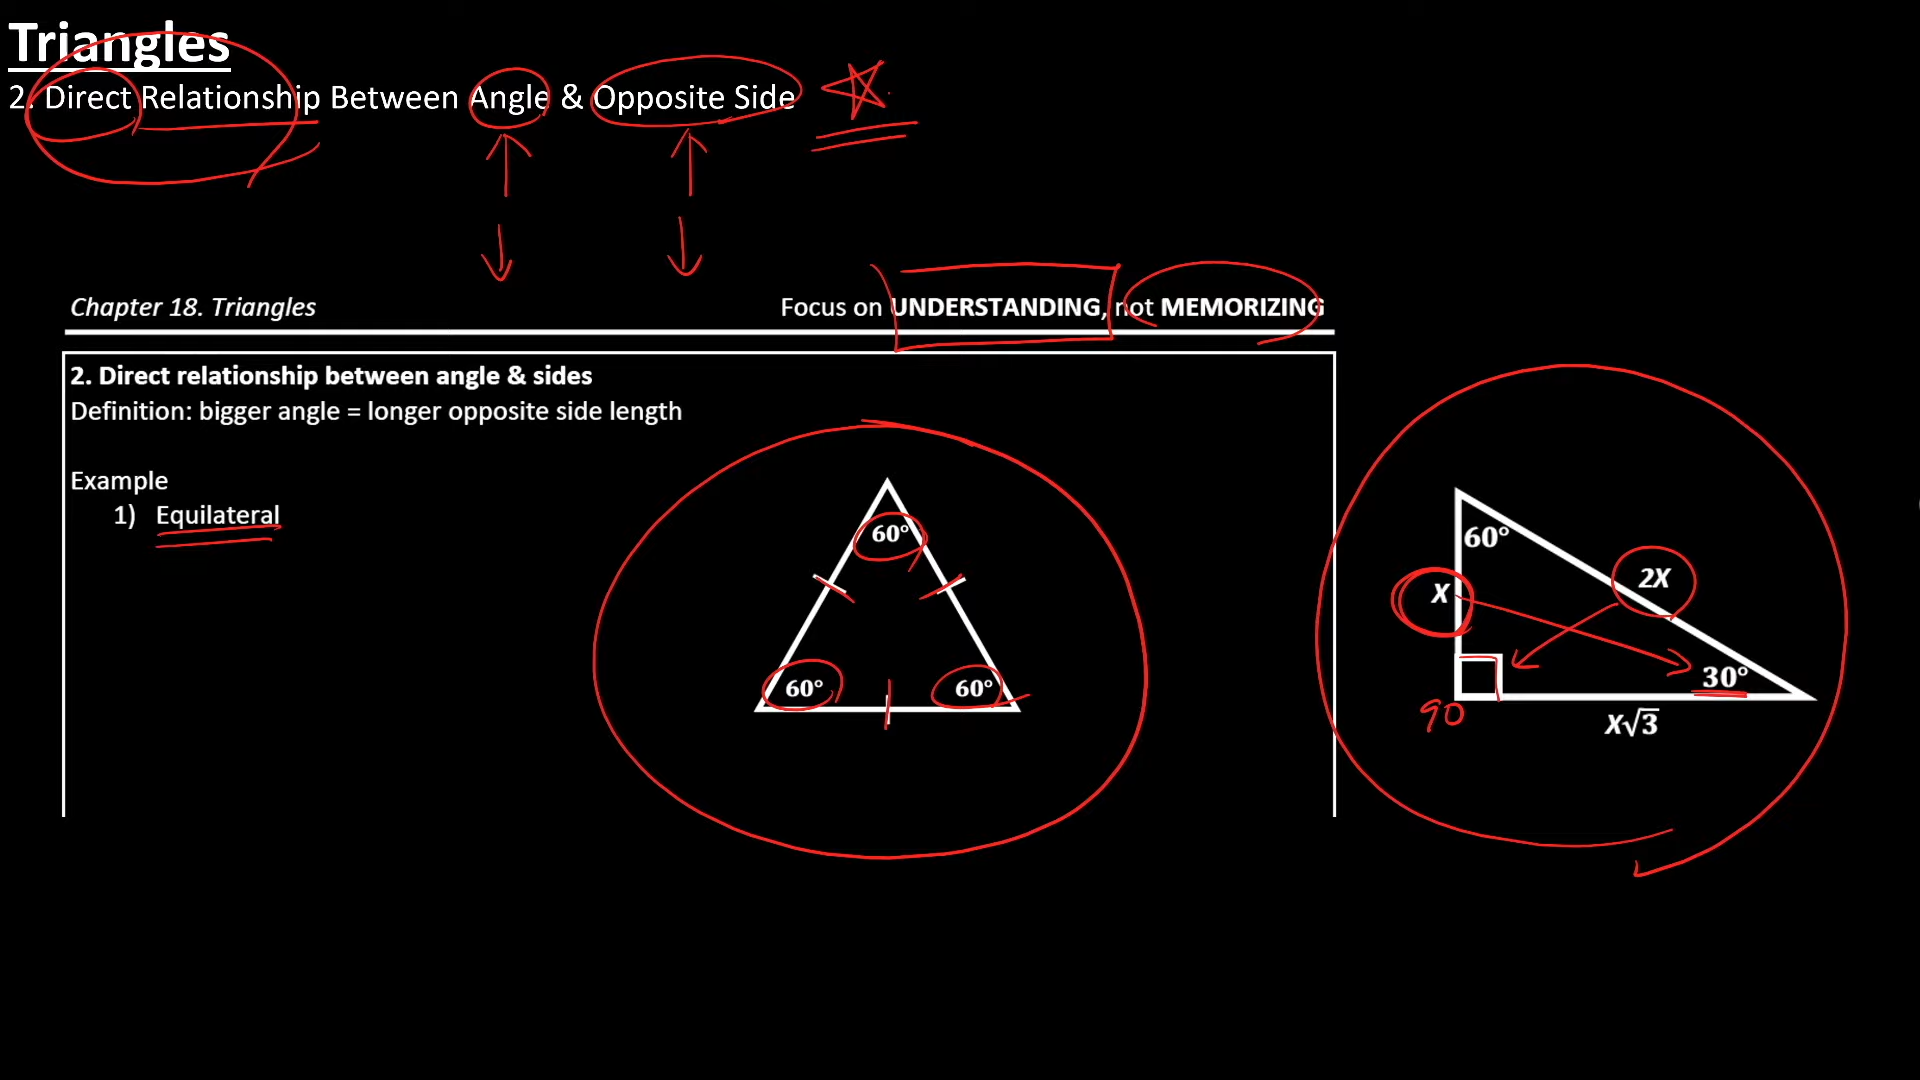 Triangles
2. Direct Relationship Between Angle & Opposite Side
Chapter 18. Triangles
Focus on UNDERSTANDING, not MEMORIZING
2. Direct relationship between angle & sides
Definition: bigger angle = longer opposite side length
Example
1) Equilateral
60°
60°
60°
60°
X
2X
30°
90
X√3